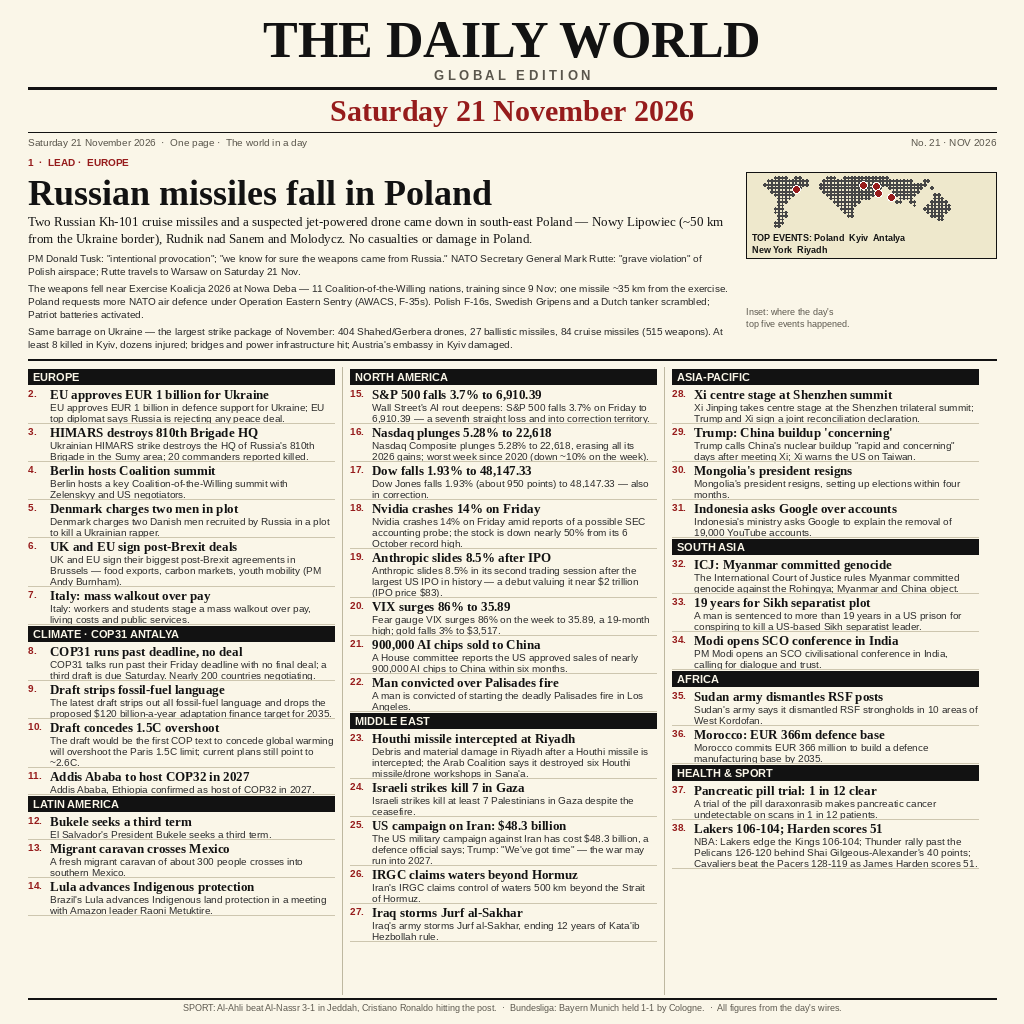 THE DAILY WORLD
GLOBAL EDITION
Saturday 21 November 2026
Saturday 21 November 2026 · One page · The world in a day
No. 21 · NOV 2026
1 · LEAD · EUROPE
Russian missiles fall in Poland
Two Russian Kh-101 cruise missiles and a suspected jet-powered drone came down in south-east Poland — Nowy Lipowiec (~50 km
from the Ukraine border), Rudnik nad Sanem and Molodycz. No casualties or damage in Poland.
PM Donald Tusk: "intentional provocation"; "we know for sure the weapons came from Russia." NATO Secretary General Mark Rutte: "grave violation" of
Polish airspace; Rutte travels to Warsaw on Saturday 21 Nov.
The weapons fell near Exercise Koalicja 2026 at Nowa Deba — 11 Coalition-of-the-Willing nations, training since 9 Nov; one missile ~35 km from the exercise.
Poland requests more NATO air defence under Operation Eastern Sentry (AWACS, F-35s). Polish F-16s, Swedish Gripens and a Dutch tanker scrambled;
Patriot batteries activated.
Same barrage on Ukraine — the largest strike package of November: 404 Shahed/Gerbera drones, 27 ballistic missiles, 84 cruise missiles (515 weapons). At
least 8 killed in Kyiv, dozens injured; bridges and power infrastructure hit; Austria's embassy in Kyiv damaged.
TOP EVENTS: Poland Kyiv Antalya
New York Riyadh
Inset: where the day's
top five events happened.
EUROPE
2. EU approves EUR 1 billion for Ukraine
EU approves EUR 1 billion in defence support for Ukraine; EU
top diplomat says Russia is rejecting any peace deal.
3. HIMARS destroys 810th Brigade HQ
Ukrainian HIMARS strike destroys the HQ of Russia's 810th
Brigade in the Sumy area; 20 commanders reported killed.
4. Berlin hosts Coalition summit
Berlin hosts a key Coalition-of-the-Willing summit with
Zelenskyy and US negotiators.
5. Denmark charges two men in plot
Denmark charges two Danish men recruited by Russia in a plot
to kill a Ukrainian rapper.
6. UK and EU sign post-Brexit deals
UK and EU sign their biggest post-Brexit agreements in
Brussels — food exports, carbon markets, youth mobility (PM
Andy Burnham).
7. Italy: mass walkout over pay
Italy: workers and students stage a mass walkout over pay,
living costs and public services.
CLIMATE · COP31 ANTALYA
8. COP31 runs past deadline, no deal
COP31 talks run past their Friday deadline with no final deal; a
third draft is due Saturday. Nearly 200 countries negotiating.
9. Draft strips fossil-fuel language
The latest draft strips out all fossil-fuel language and drops the
proposed $120 billion-a-year adaptation finance target for 2035.
10. Draft concedes 1.5C overshoot
The draft would be the first COP text to concede global warming
will overshoot the Paris 1.5C limit; current plans still point to
~2.6C.
11. Addis Ababa to host COP32 in 2027
Addis Ababa, Ethiopia confirmed as host of COP32 in 2027.
LATIN AMERICA
12. Bukele seeks a third term
El Salvador's President Bukele seeks a third term.
13. Migrant caravan crosses Mexico
A fresh migrant caravan of about 300 people crosses into
southern Mexico.
14. Lula advances Indigenous protection
Brazil's Lula advances Indigenous land protection in a meeting
with Amazon leader Raoni Metuktire.
NORTH AMERICA
15. S&P 500 falls 3.7% to 6,910.39
Wall Street's AI rout deepens: S&P 500 falls 3.7% on Friday to
6,910.39 — a seventh straight loss and into correction territory.
16. Nasdaq plunges 5.28% to 22,618
Nasdaq Composite plunges 5.28% to 22,618, erasing all its
2026 gains; worst week since 2020 (down ~10% on the week).
17. Dow falls 1.93% to 48,147.33
Dow Jones falls 1.93% (about 950 points) to 48,147.33 — also
in correction.
18. Nvidia crashes 14% on Friday
Nvidia crashes 14% on Friday amid reports of a possible SEC
accounting probe; the stock is down nearly 50% from its 6
October record high.
19. Anthropic slides 8.5% after IPO
Anthropic slides 8.5% in its second trading session after the
largest US IPO in history — a debut valuing it near $2 trillion
(IPO price $83).
20. VIX surges 86% to 35.89
Fear gauge VIX surges 86% on the week to 35.89, a 19-month
high; gold falls 3% to $3,517.
21. 900,000 AI chips sold to China
A House committee reports the US approved sales of nearly
900,000 AI chips to China within six months.
22. Man convicted over Palisades fire
A man is convicted of starting the deadly Palisades fire in Los
Angeles.
MIDDLE EAST
23. Houthi missile intercepted at Riyadh
Debris and material damage in Riyadh after a Houthi missile is
intercepted; the Arab Coalition says it destroyed six Houthi
missile/drone workshops in Sana'a.
24. Israeli strikes kill 7 in Gaza
Israeli strikes kill at least 7 Palestinians in Gaza despite the
ceasefire.
25. US campaign on Iran: $48.3 billion
The US military campaign against Iran has cost $48.3 billion, a
defence official says; Trump: "We've got time" — the war may
run into 2027.
26. IRGC claims waters beyond Hormuz
Iran's IRGC claims control of waters 500 km beyond the Strait
of Hormuz.
27. Iraq storms Jurf al-Sakhar
Iraq's army storms Jurf al-Sakhar, ending 12 years of Kata'ib
Hezbollah rule.
ASIA-PACIFIC
28. Xi centre stage at Shenzhen summit
Xi Jinping takes centre stage at the Shenzhen trilateral summit;
Trump and Xi sign a joint reconciliation declaration.
29. Trump: China buildup 'concerning'
Trump calls China's nuclear buildup "rapid and concerning"
days after meeting Xi; Xi warns the US on Taiwan.
30. Mongolia's president resigns
Mongolia's president resigns, setting up elections within four
months.
31. Indonesia asks Google over accounts
Indonesia's ministry asks Google to explain the removal of
19,000 YouTube accounts.
SOUTH ASIA
32. ICJ: Myanmar committed genocide
The International Court of Justice rules Myanmar committed
genocide against the Rohingya; Myanmar and China object.
33. 19 years for Sikh separatist plot
A man is sentenced to more than 19 years in a US prison for
conspiring to kill a US-based Sikh separatist leader.
34. Modi opens SCO conference in India
PM Modi opens an SCO civilisational conference in India,
calling for dialogue and trust.
AFRICA
35. Sudan army dismantles RSF posts
Sudan's army says it dismantled RSF strongholds in 10 areas of
West Kordofan.
36. Morocco: EUR 366m defence base
Morocco commits EUR 366 million to build a defence
manufacturing base by 2035.
HEALTH & SPORT
37. Pancreatic pill trial: 1 in 12 clear
A trial of the pill daraxonrasib makes pancreatic cancer
undetectable on scans in 1 in 12 patients.
38. Lakers 106-104; Harden scores 51
NBA: Lakers edge the Kings 106-104; Thunder rally past the
Pelicans 126-120 behind Shai Gilgeous-Alexander's 40 points;
Cavaliers beat the Pacers 128-119 as James Harden scores 51.
SPORT: Al-Ahli beat Al-Nassr 3-1 in Jeddah, Cristiano Ronaldo hitting the post. · Bundesliga: Bayern Munich held 1-1 by Cologne. · All figures from the day's wires.